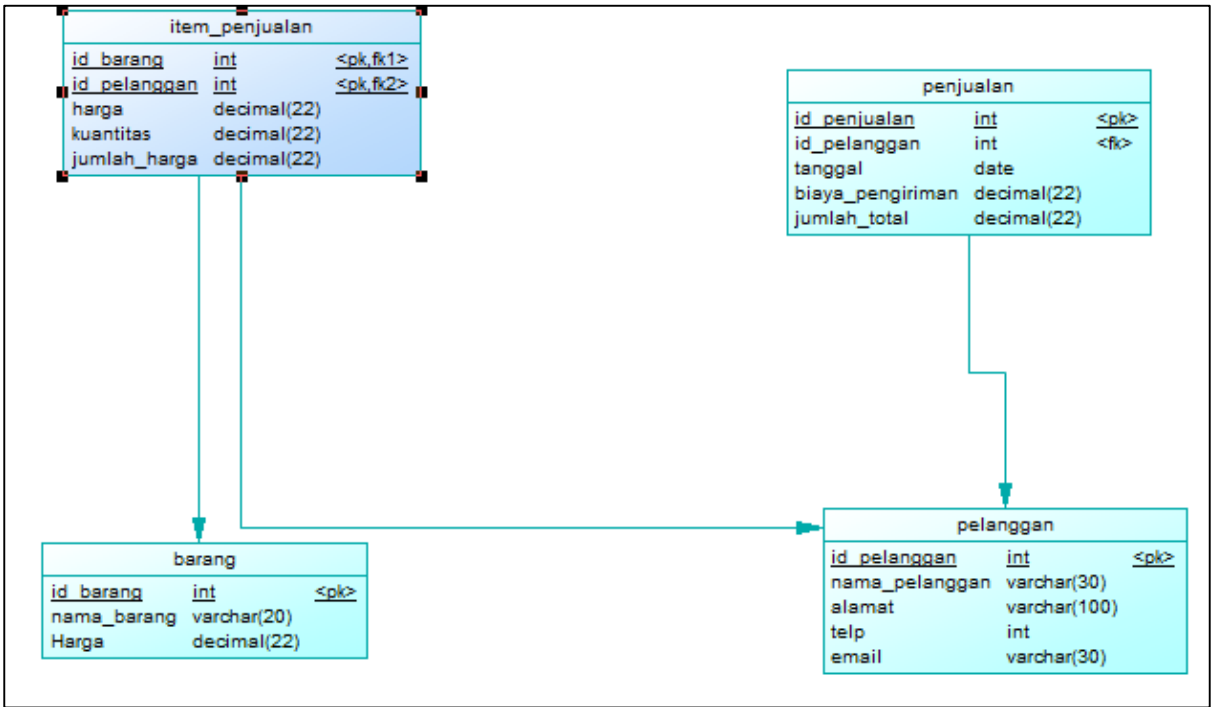 item_penjualan
id_barang int <pk,fk1>
id_pelanggan int <pk,fk2>
harga decimal(22)
kuantitas decimal(22)
jumlah_harga decimal(22)
penjualan
id_penjualan int <pk>
id_pelanggan int <fk>
tanggal date
biaya_pengiriman decimal(22)
jumlah_total decimal(22)
barang
id_barang int <pk>
nama_barang varchar(20)
Harga decimal(22)
pelanggan
id_pelanggan int <pk>
nama_pelanggan varchar(30)
alamat varchar(100)
telp int
email varchar(30)